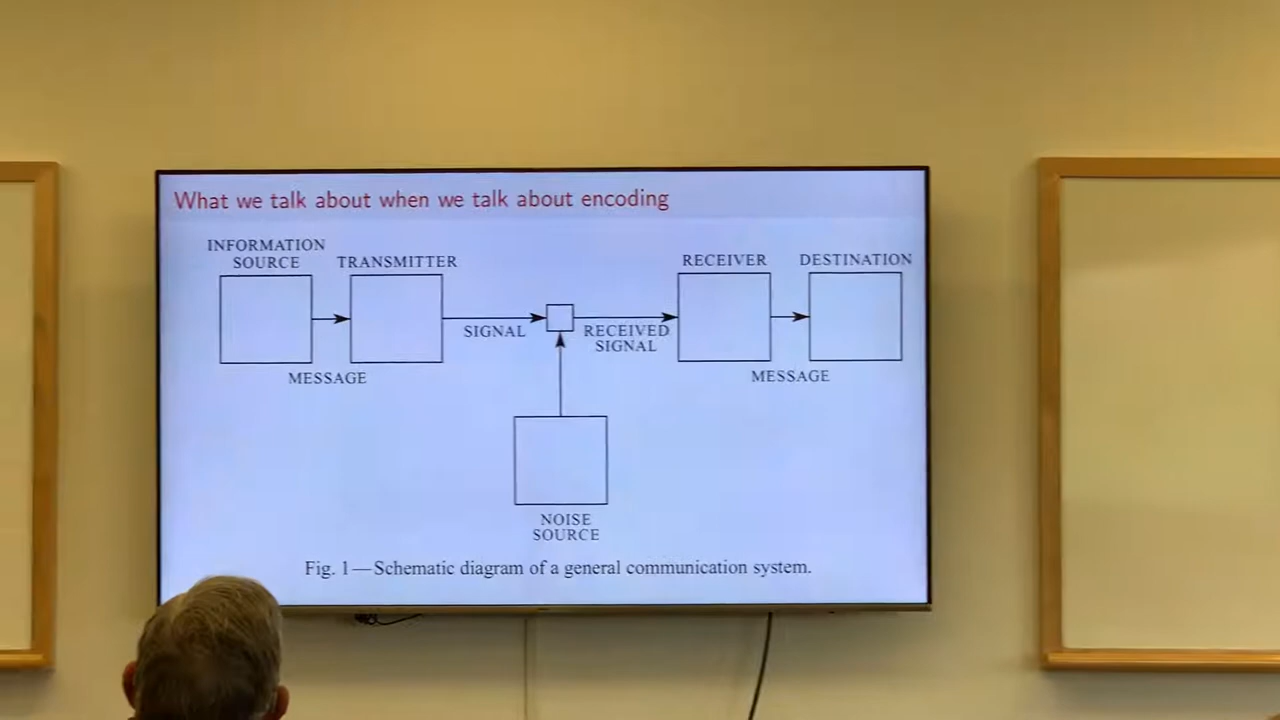 What we talk about when we talk about encoding
INFORMATION
SOURCE
TRANSMITTER
RECEIVER
DESTINATION
SIGNAL
RECEIVED
SIGNAL
MESSAGE
MESSAGE
NOISE
SOURCE
Fig. 1—Schematic diagram of a general communication system.